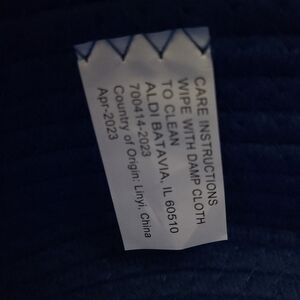 CARE INSTRUCTIONS
WIPE WITH DAMP CLOTH
TO CLEAN
ALDI BATAVIA, IL 60510
700414-2023
Country of Origin: Linyi, China
Apr-2023